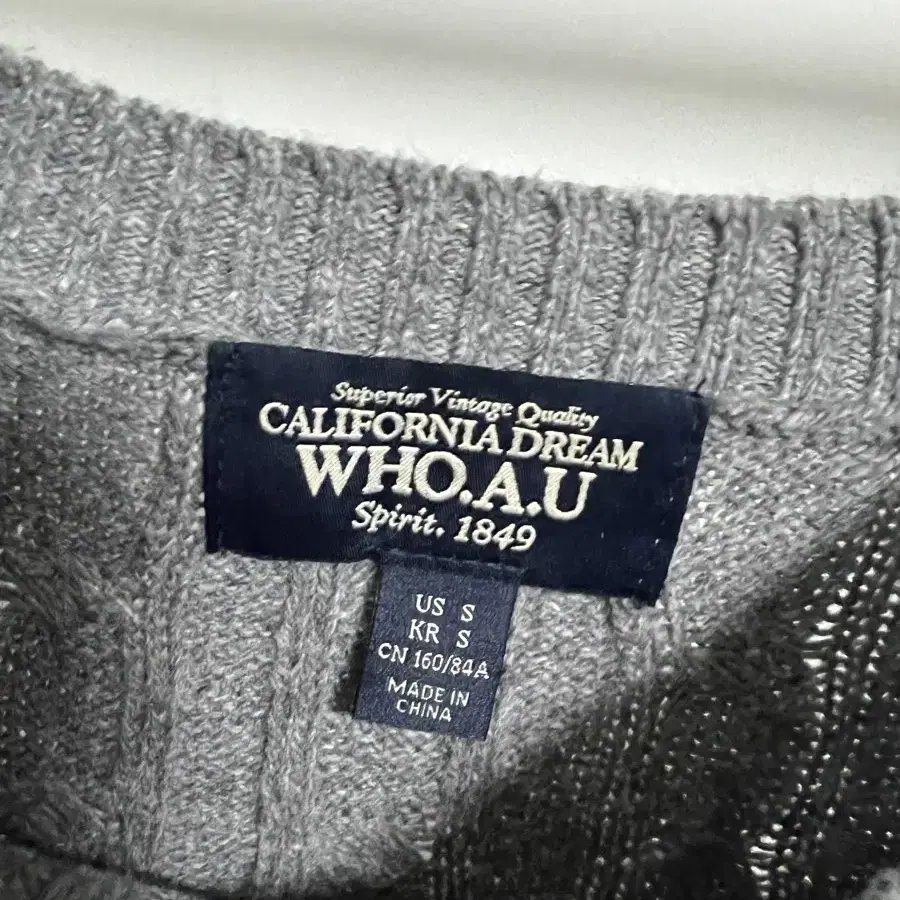 Superior Vintage Quality
CALIFORNIA DREAM
WHO.A.U
Spirit. 1849
US S
KR S
CN 160/84A
MADE IN
CHINA